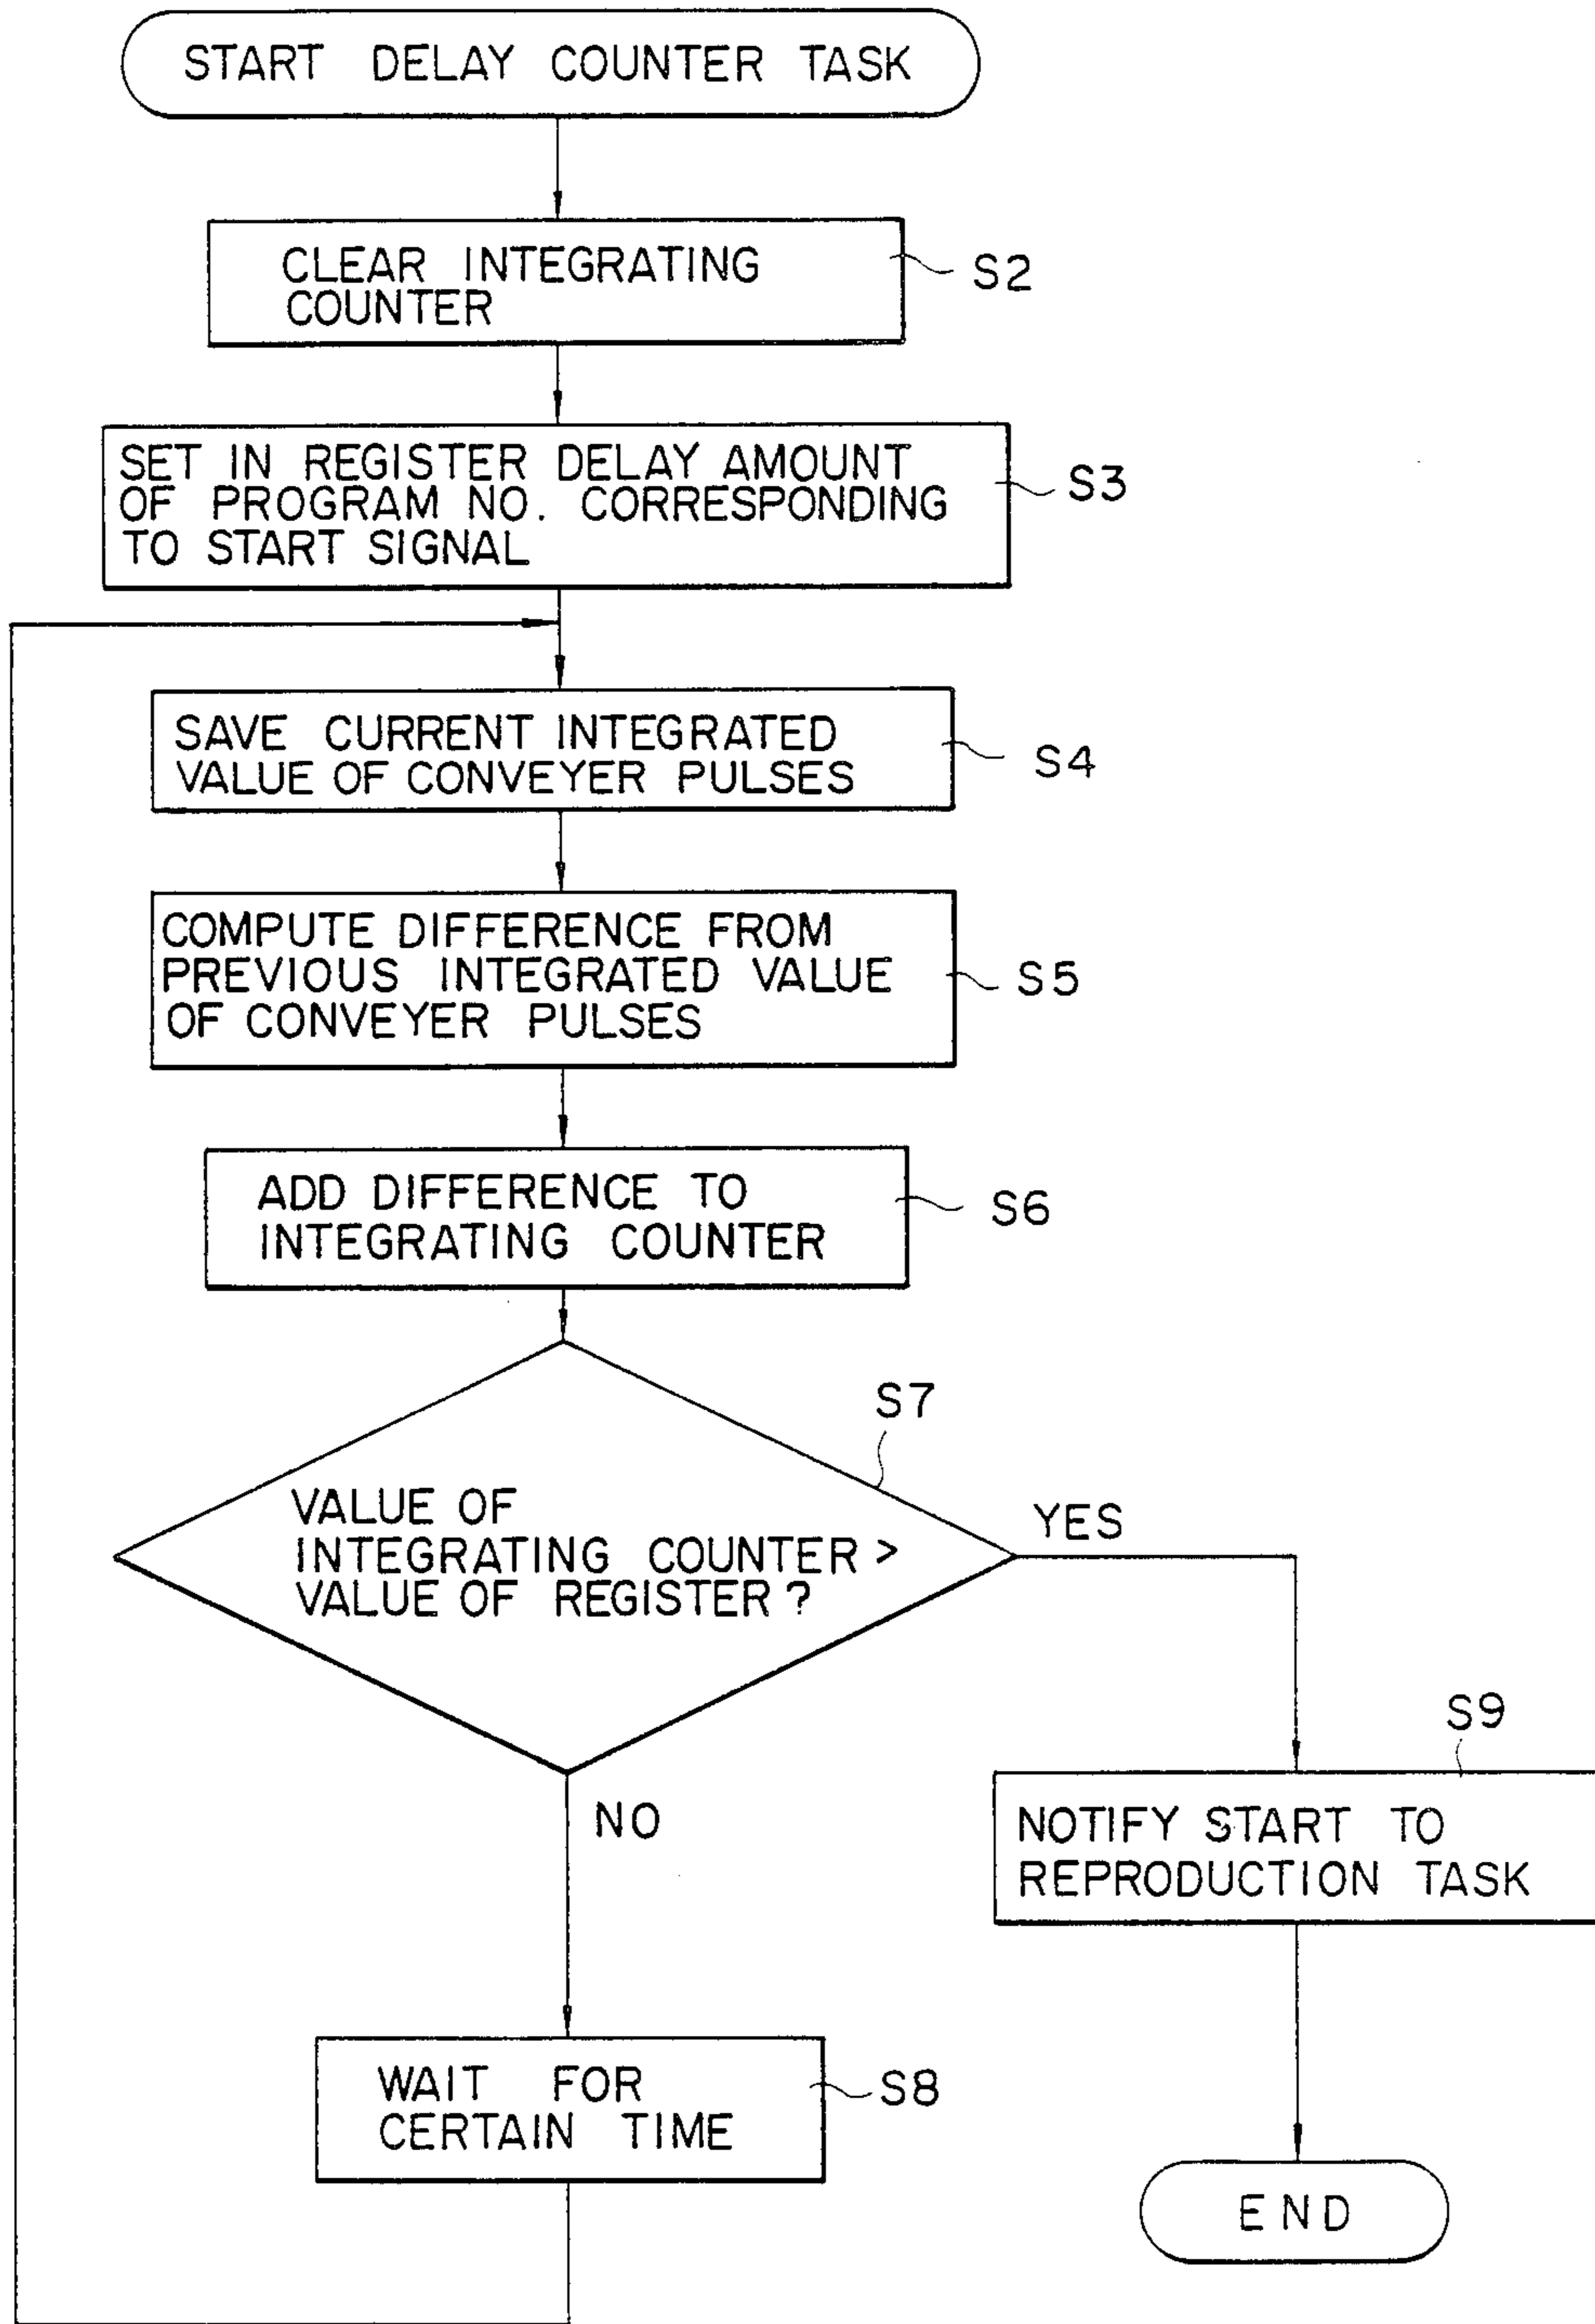 START DELAY COUNTER TASK
CLEAR INTEGRATING
COUNTER
S2
SET IN REGISTER DELAY AMOUNT
OF PROGRAM NO. CORRESPONDING
TO START SIGNAL
S3
SAVE CURRENT INTEGRATED
VALUE OF CONVEYER PULSES
S4
COMPUTE DIFFERENCE FROM
PREVIOUS INTEGRATED VALUE
OF CONVEYER PULSES
S5
ADD DIFFERENCE TO
INTEGRATING COUNTER
S6
S7
VALUE OF
INTEGRATING COUNTER >
VALUE OF REGISTER ?
YES
NO
S9
NOTIFY START TO
REPRODUCTION TASK
WAIT FOR
CERTAIN TIME
S8
END